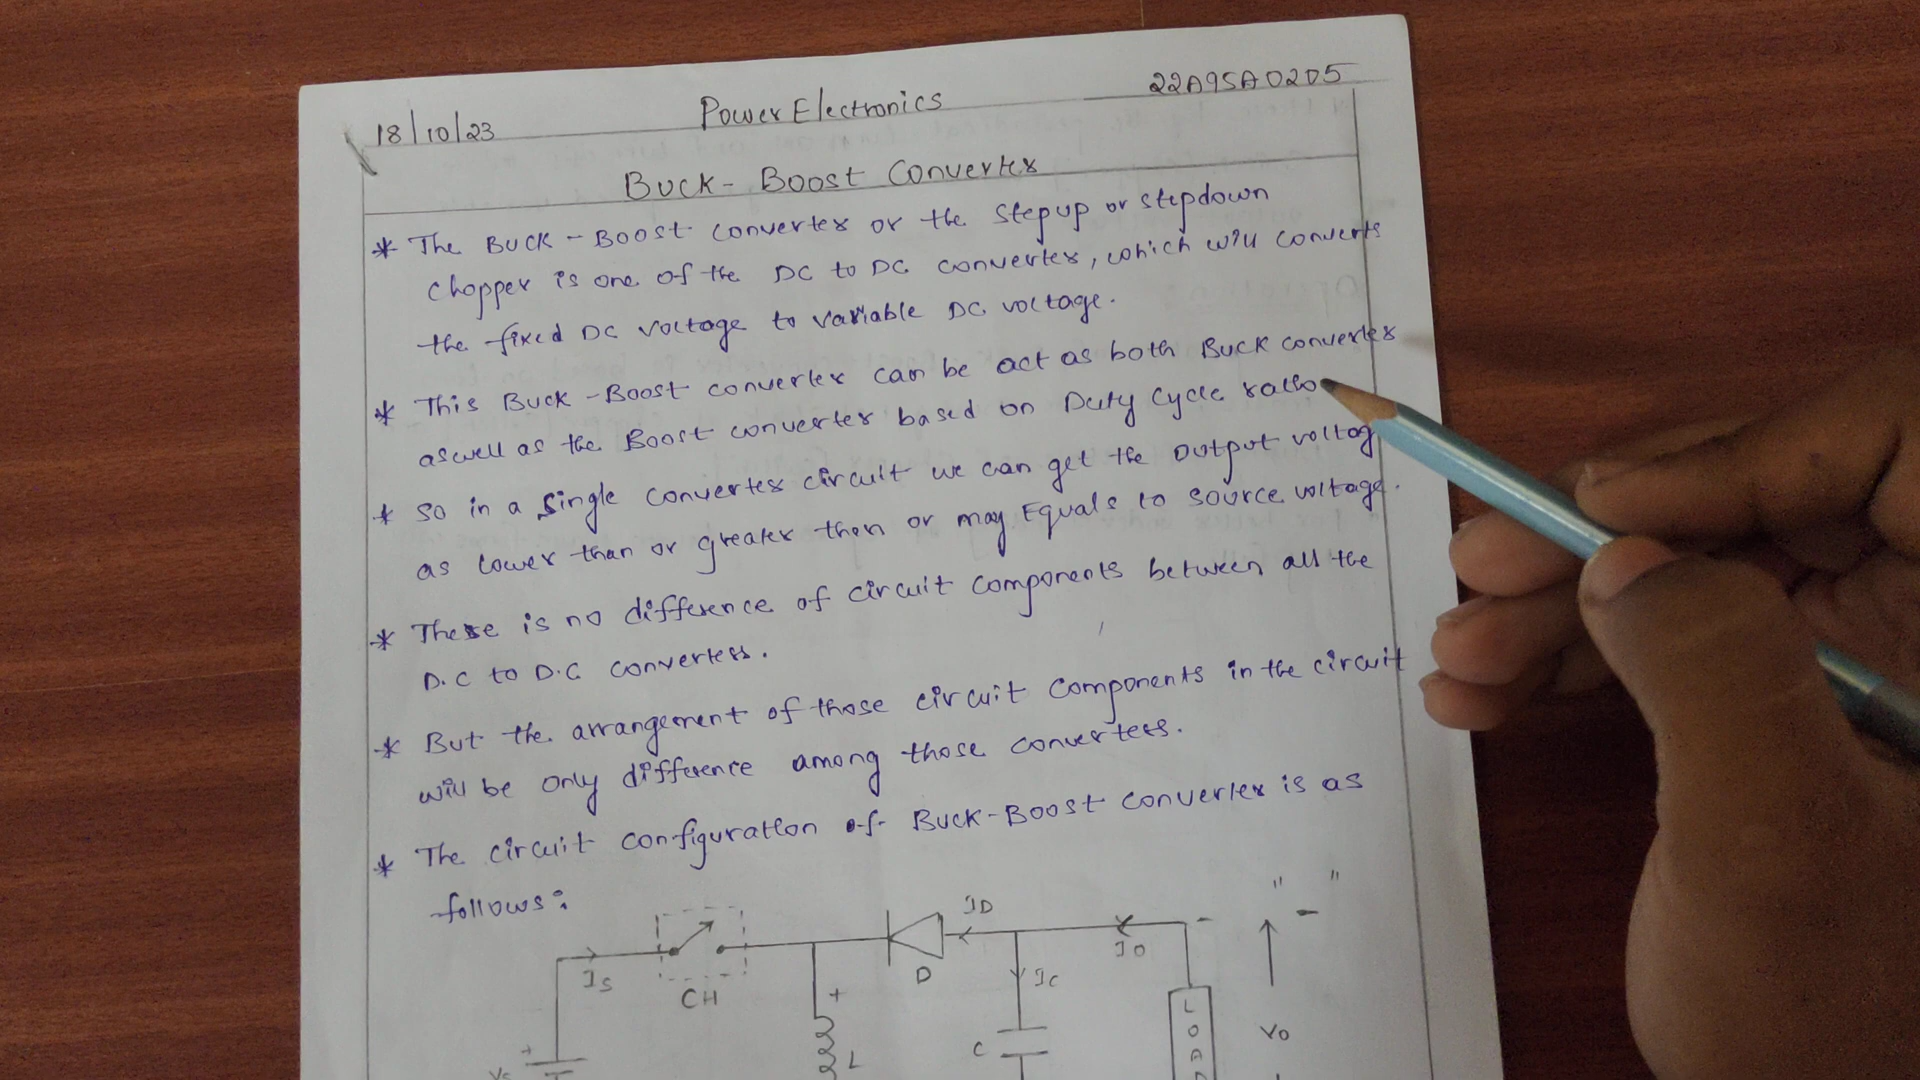 18/10/23
Power Electronics
22A95A0205
Buck - Boost Converter
* The Buck - Boost converter or the step up or stepdown
chopper is one of the DC to DC converter, which will converts
the fixed DC voltage to variable DC voltage.
* This Buck - Boost converter can be act as both Buck converter
aswell as the Boost converter based on Duty Cycle ratio
* So in a single converter circuit we can get the output voltag
as lower than or greater than or may Equals to source voltage.
* There is no difference of circuit components between all the
D.C to D.C converters.
* But the arrangement of those circuit components in the circuit
will be only difference among those converters.
* The circuit configuration of Buck-Boost converter is as
follows:
" "
ID
- -
Is
CH
D
Io
Ic
+
L
C
LOAD
Vo
+
Vs